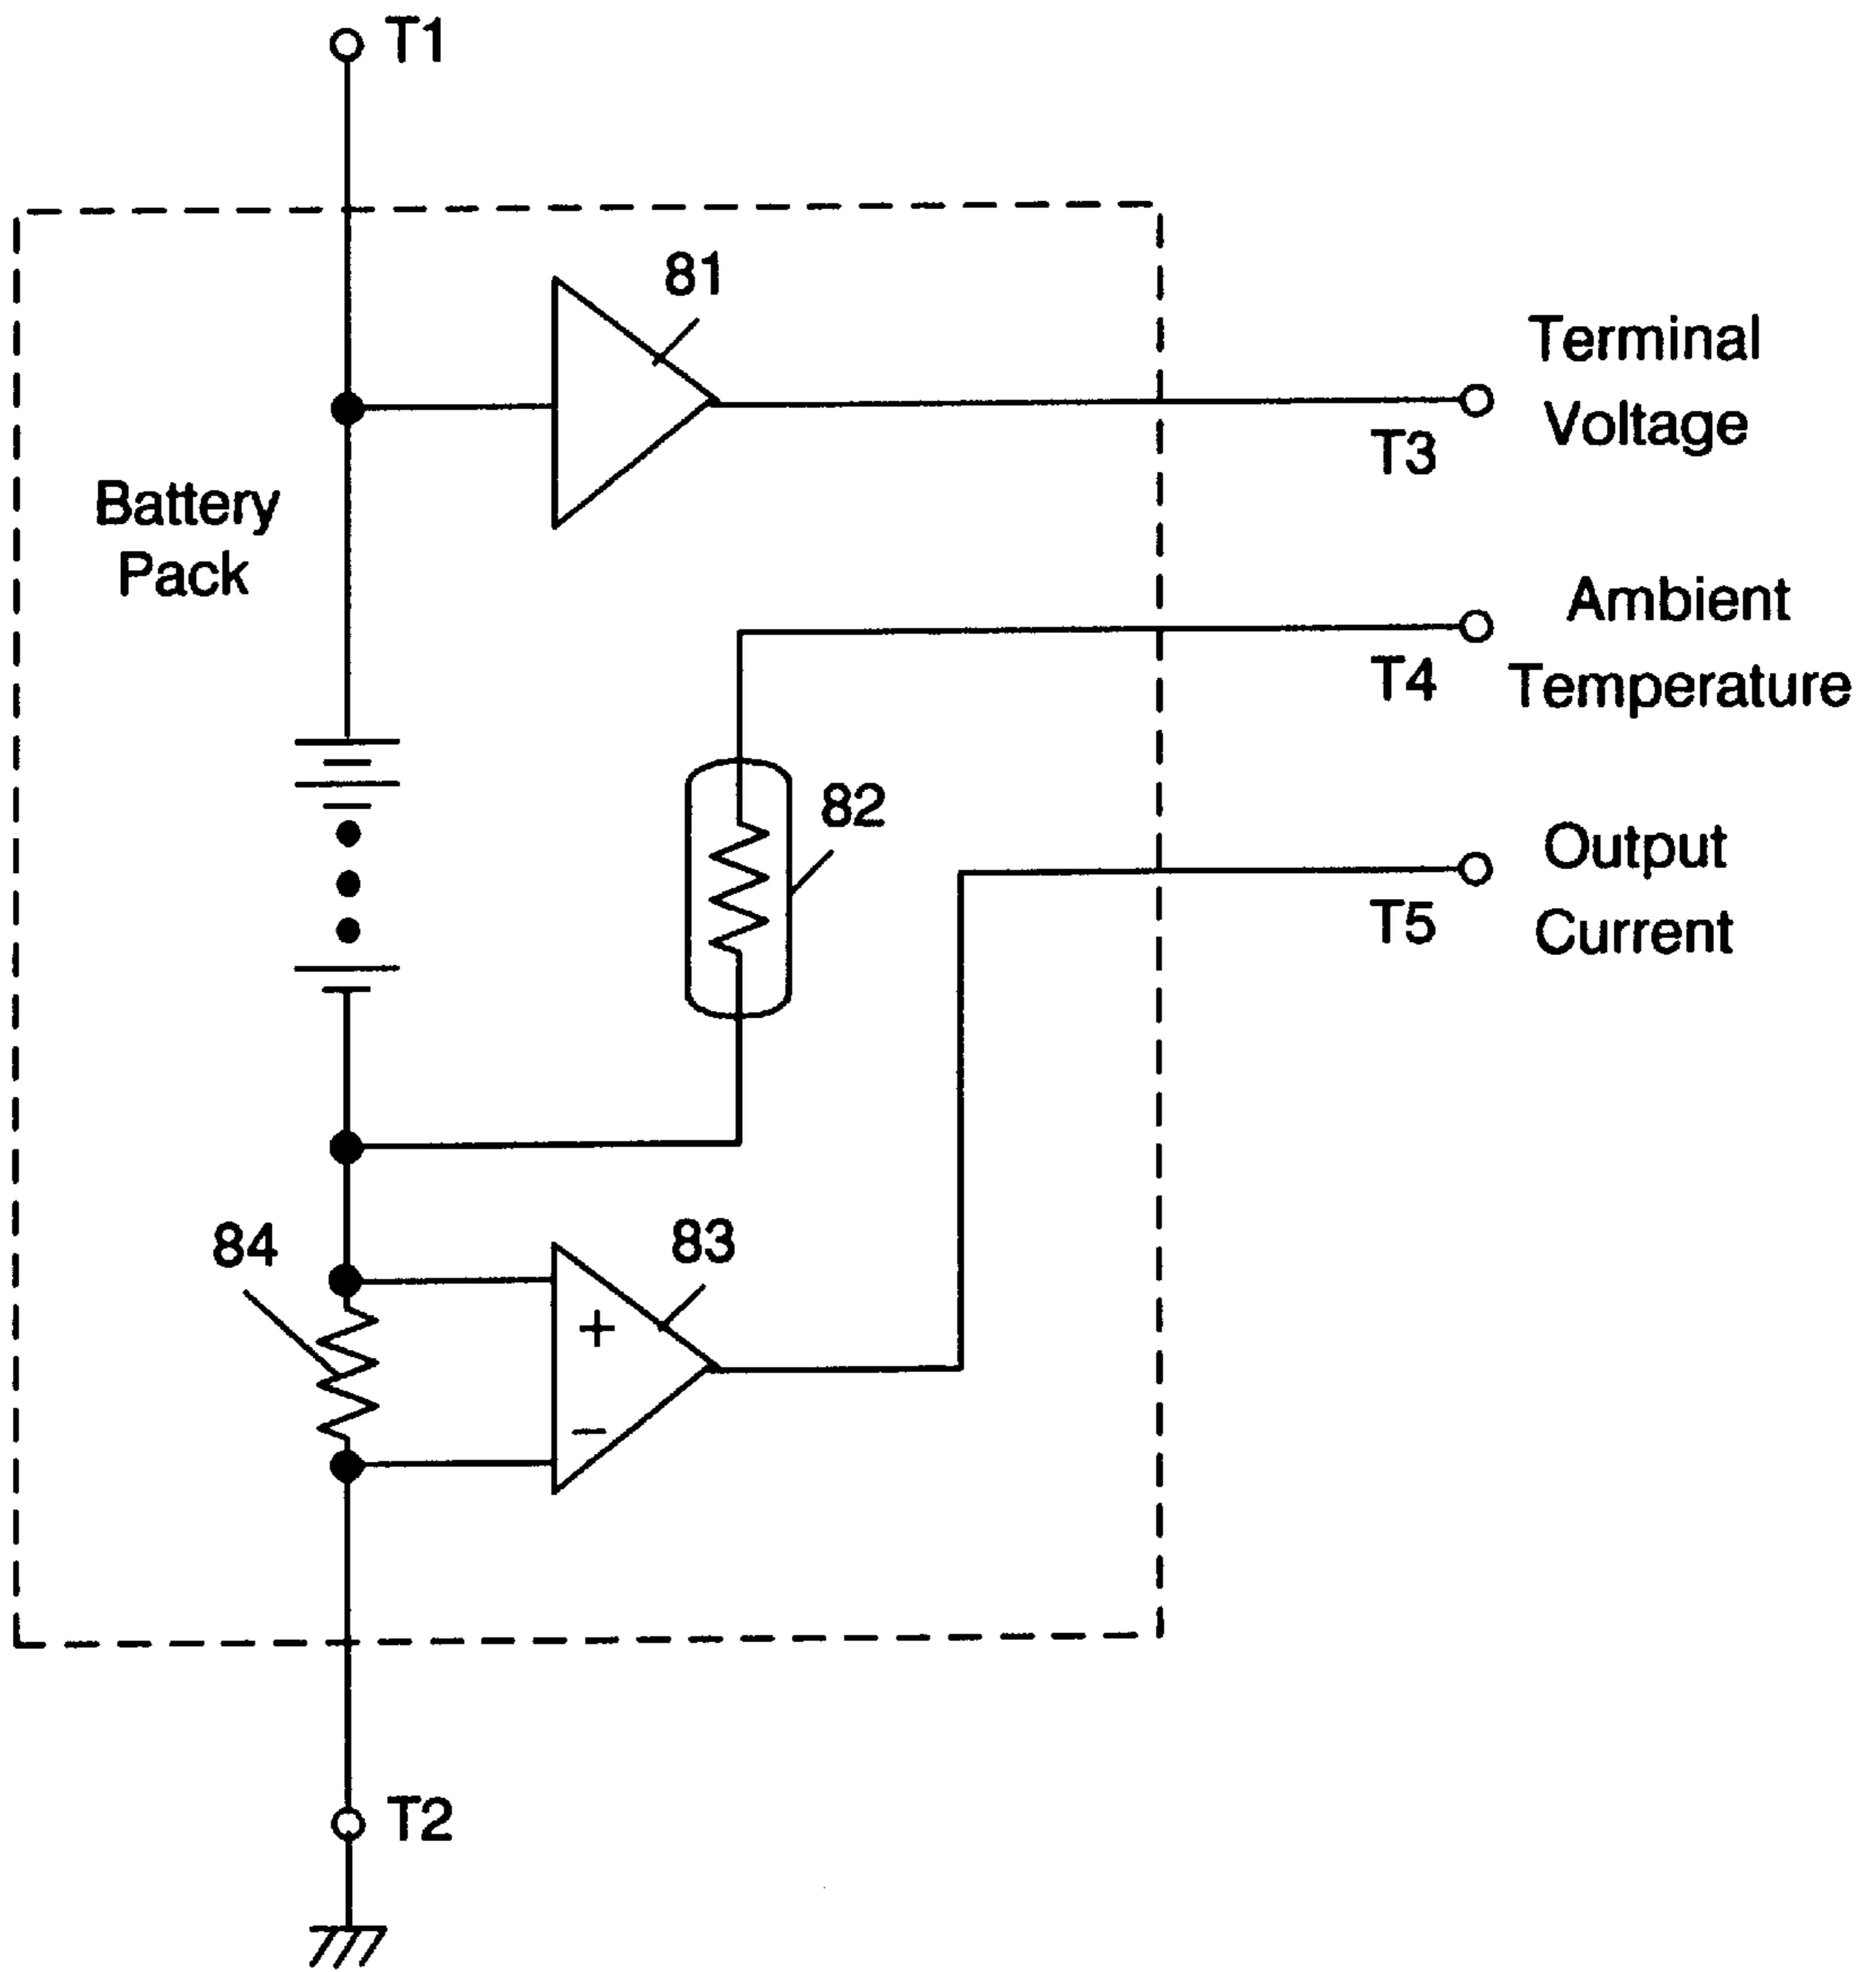 T1
81
Terminal
Voltage
T3
Battery
Pack
Ambient
Temperature
T4
82
Output
Current
T5
84
83
+
−
T2